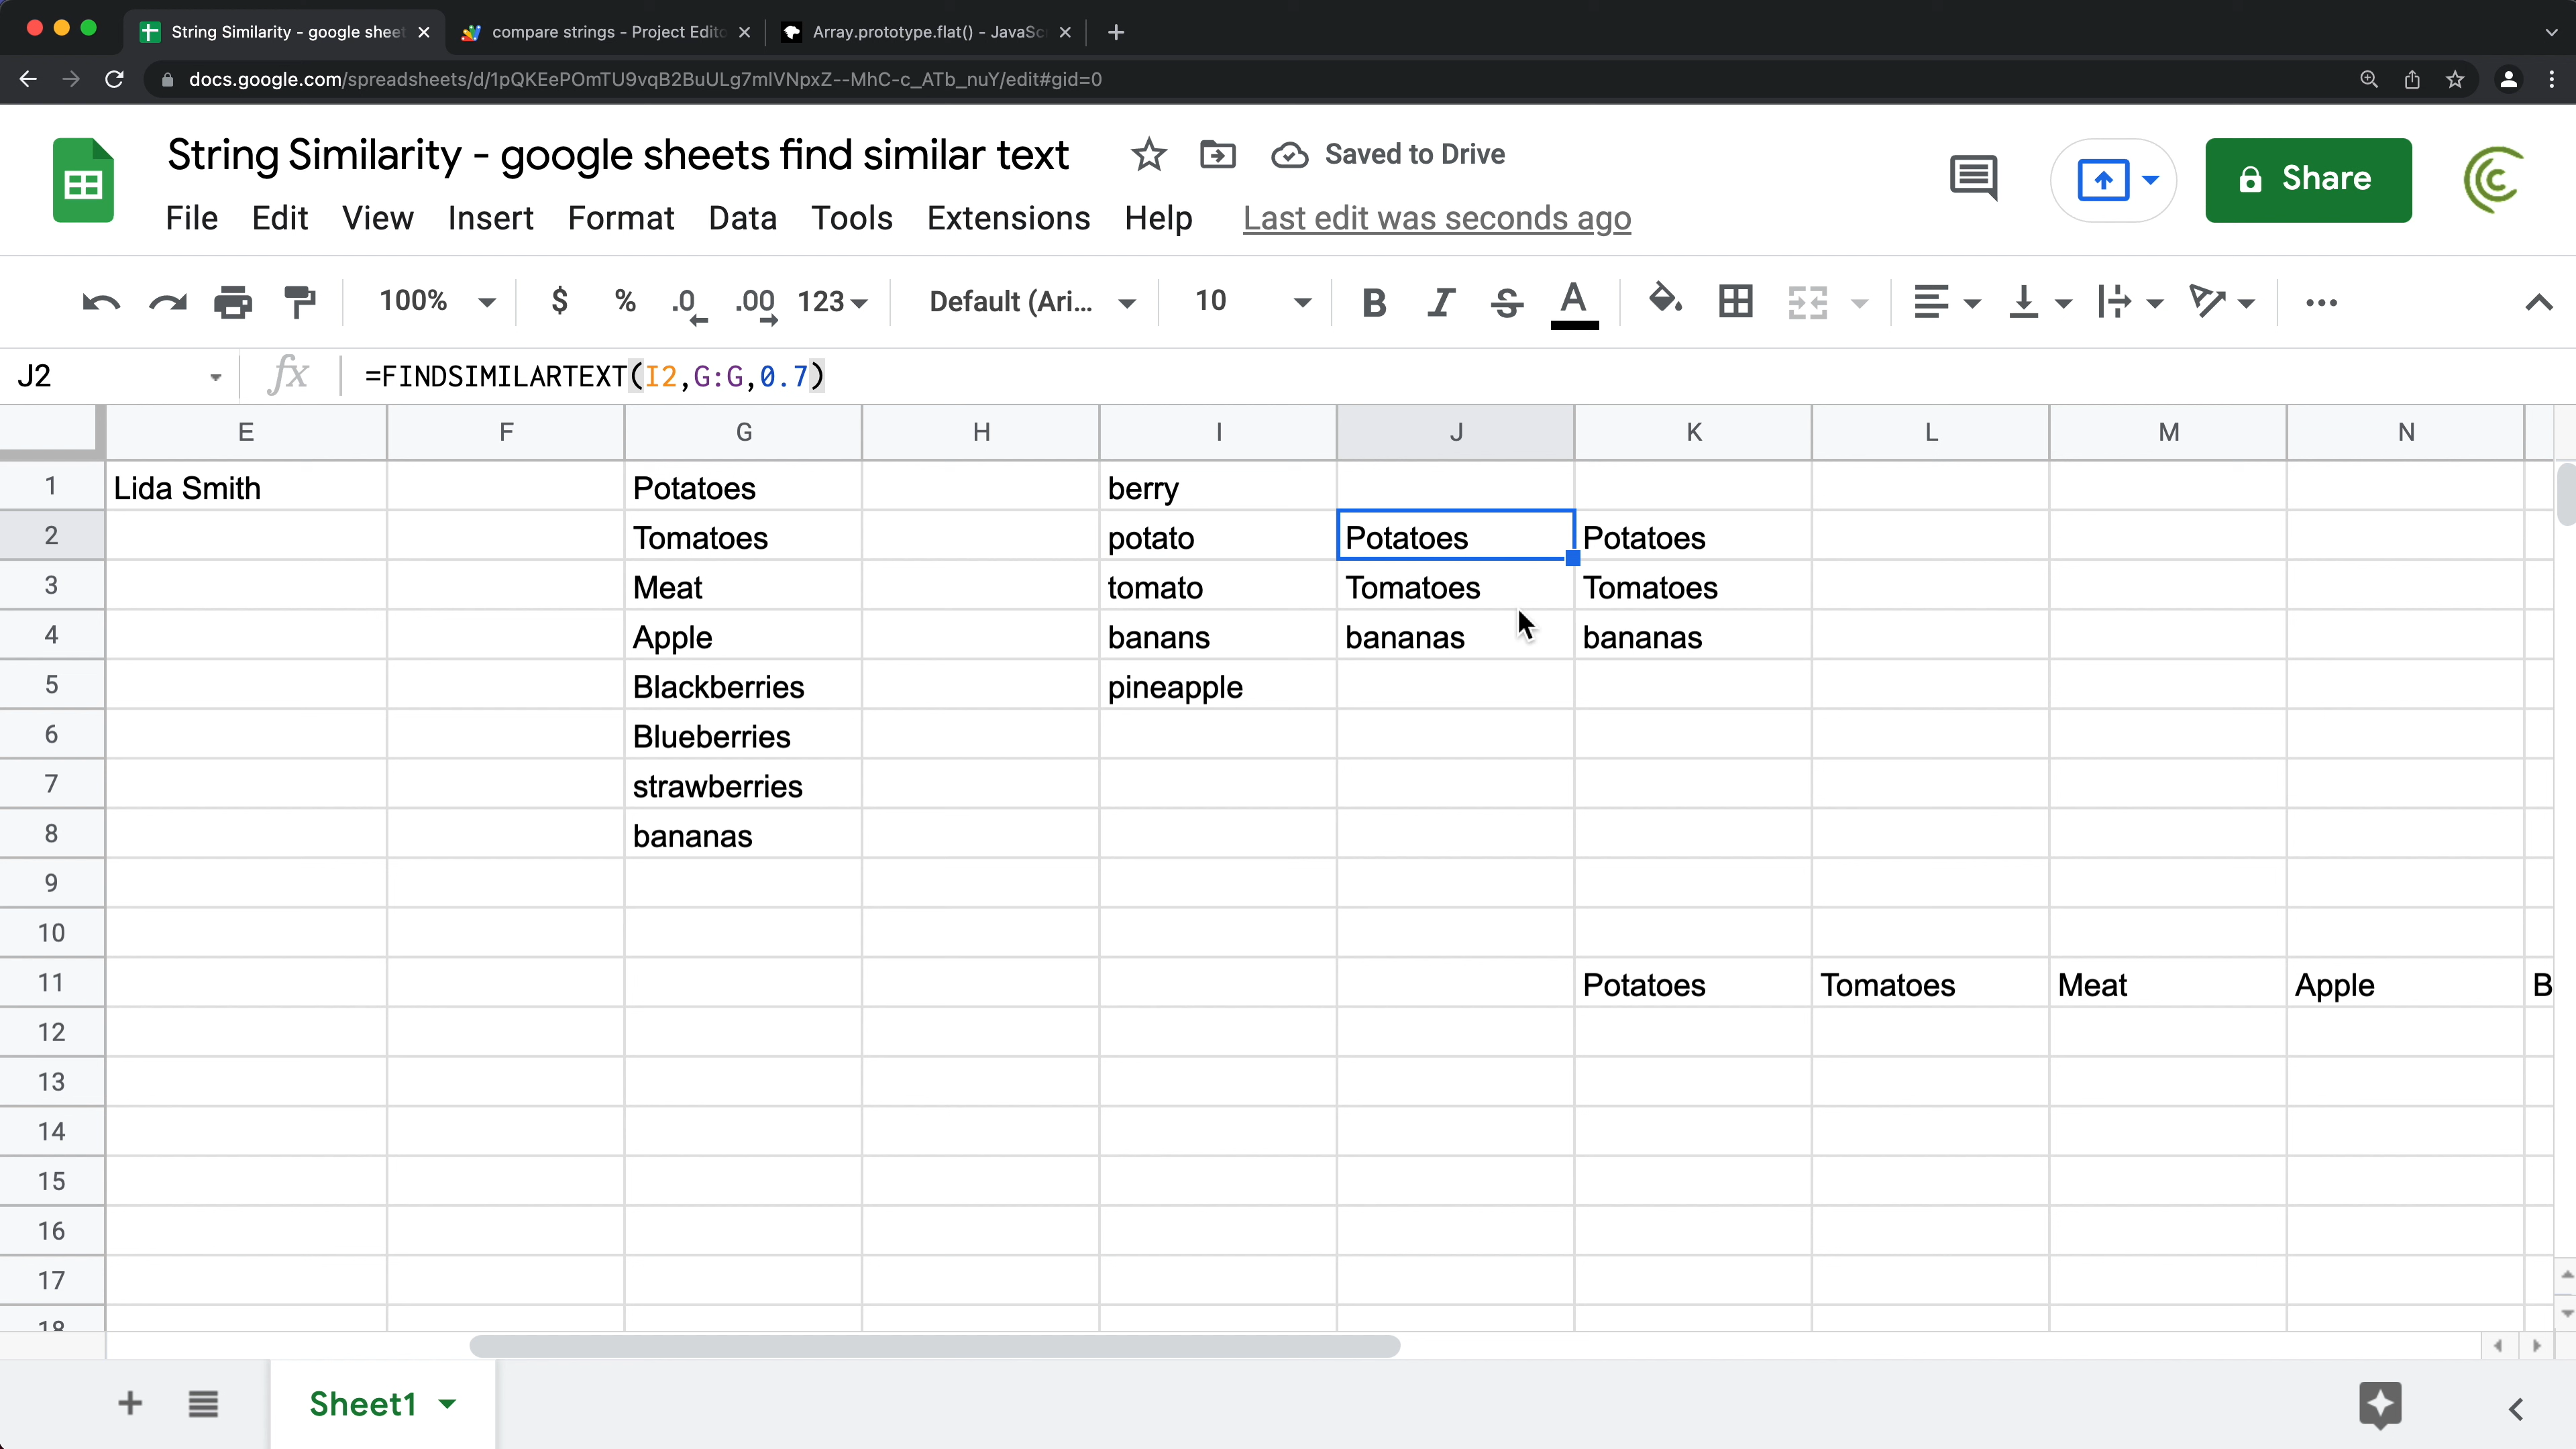 String Similarity - google sheet
compare strings - Project Edito
Array.prototype.flat() - JavaSc
docs.google.com/spreadsheets/d/1pQKEePOmTU9vqB2BuULg7mlVNpxZ--MhC-c_ATb_nuY/edit#gid=0
String Similarity - google sheets find similar text
Saved to Drive
Share
File Edit View Insert Format Data Tools Extensions Help Last edit was seconds ago
100% $ % .0 .00 123 Default (Ari... 10 B I S A
J2 fx =FINDSIMILARTEXT(I2,G:G,0.7)
E F G H I J K L M N
1 Lida Smith Potatoes berry
2 Tomatoes potato Potatoes Potatoes
3 Meat tomato Tomatoes Tomatoes
4 Apple banans bananas bananas
5 Blackberries pineapple
6 Blueberries
7 strawberries
8 bananas
9
10
11 Potatoes Tomatoes Meat Apple B
12
13
14
15
16
17
18
Sheet1